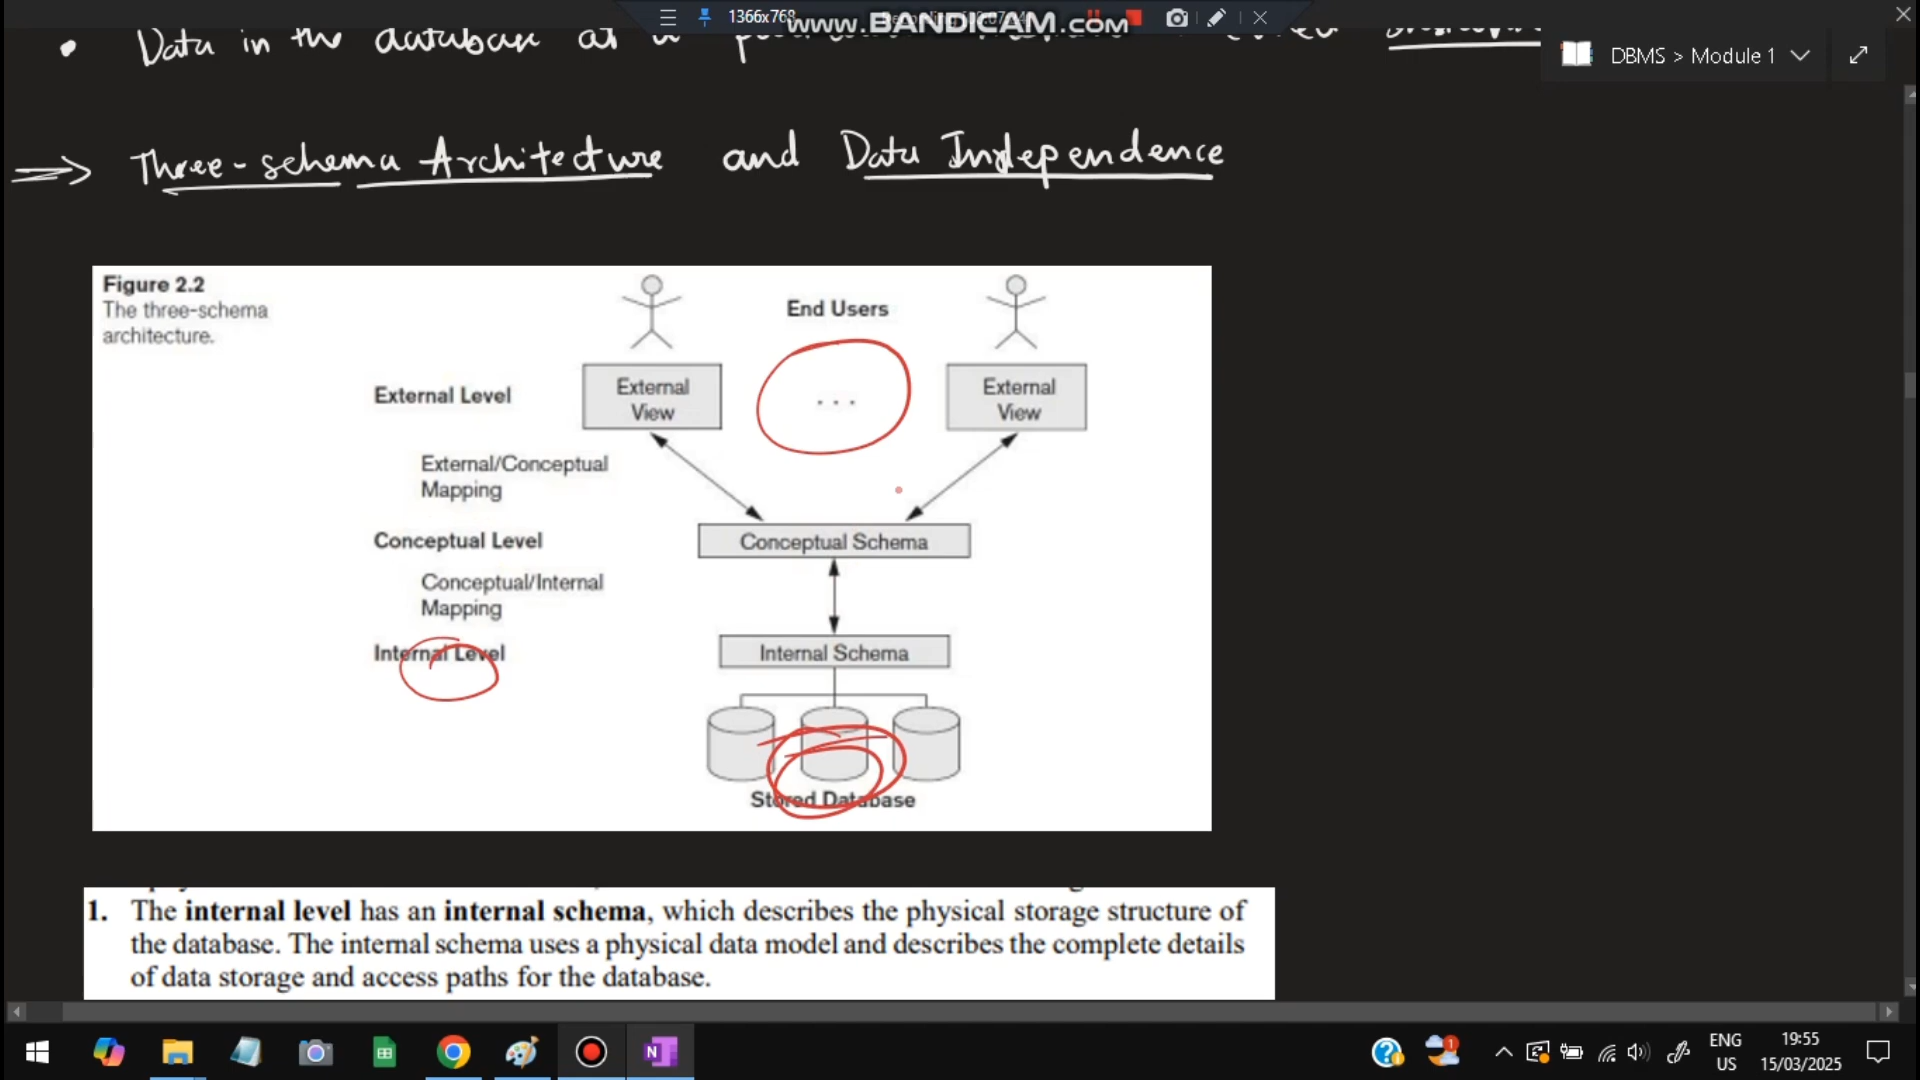 1366x768
www.BANDICAM.com
• Data in the database at a
DBMS > Module 1
⇒ Three-schema Architecture and Data Independence
Figure 2.2
The three-schema
architecture.
End Users
External Level
External
View
. . .
External
View
External/Conceptual
Mapping
Conceptual Level
Conceptual Schema
Conceptual/Internal
Mapping
Internal Level
Internal Schema
Stored Database
1. The internal level has an internal schema, which describes the physical storage structure of
the database. The internal schema uses a physical data model and describes the complete details
of data storage and access paths for the database.
N
1
ENG
US
19:55
15/03/2025